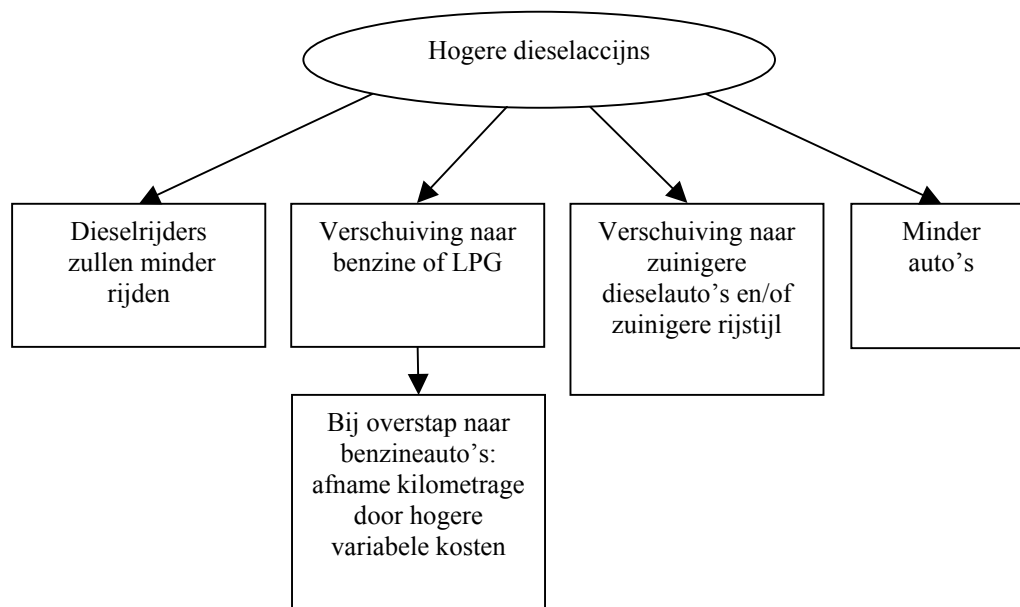 Hogere dieselaccijns
Dieselrijders
zullen minder
rijden
Verschuiving naar
benzine of LPG
Verschuiving naar
zuinigere
dieselauto’s en/of
zuinigere rijstijl
Minder
auto’s
Bij overstap naar
benzineauto’s:
afname kilometrage
door hogere
variabele kosten